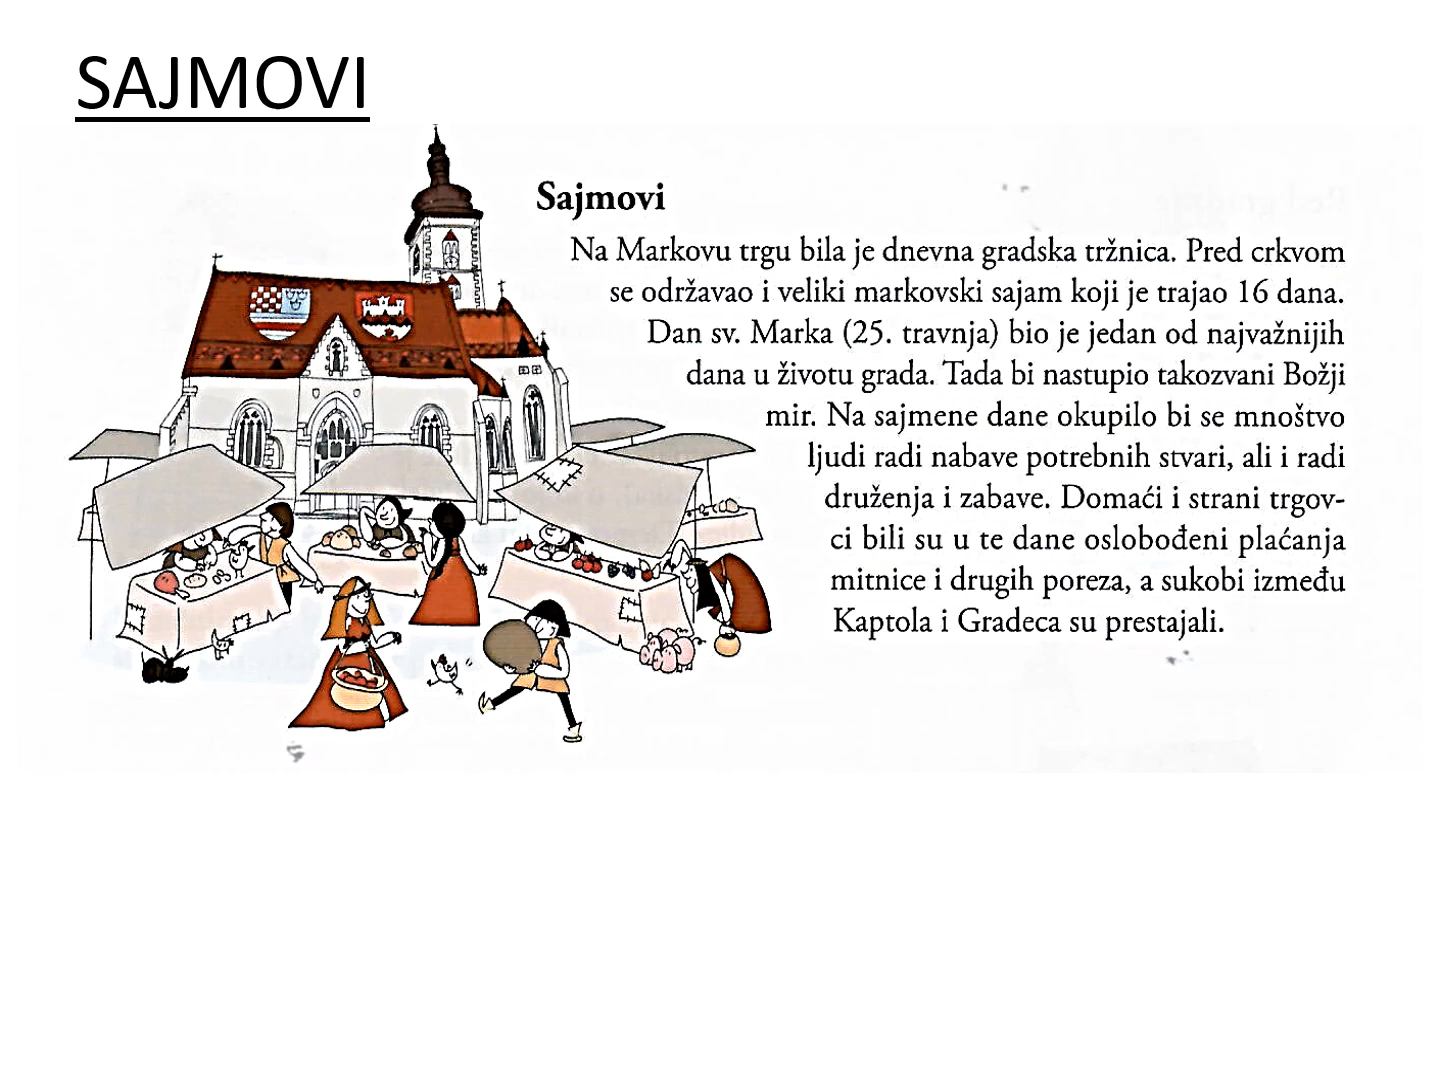 SAJMOVI
Sajmovi
Na Markovu trgu bila je dnevna gradska tržnica. Pred crkvom
se održavao i veliki markovski sajam koji je trajao 16 dana.
Dan sv. Marka (25. travnja) bio je jedan od najvažnijih
dana u životu grada. Tada bi nastupio takozvani Božji
mir. Na sajmene dane okupilo bi se mnoštvo
ljudi radi nabave potrebnih stvari, ali i radi
druženja i zabave. Domaći i strani trgov-
ci bili su u te dane oslobođeni plaćanja
mitnice i drugih poreza, a sukobi između
Kaptola i Gradeca su prestajali.